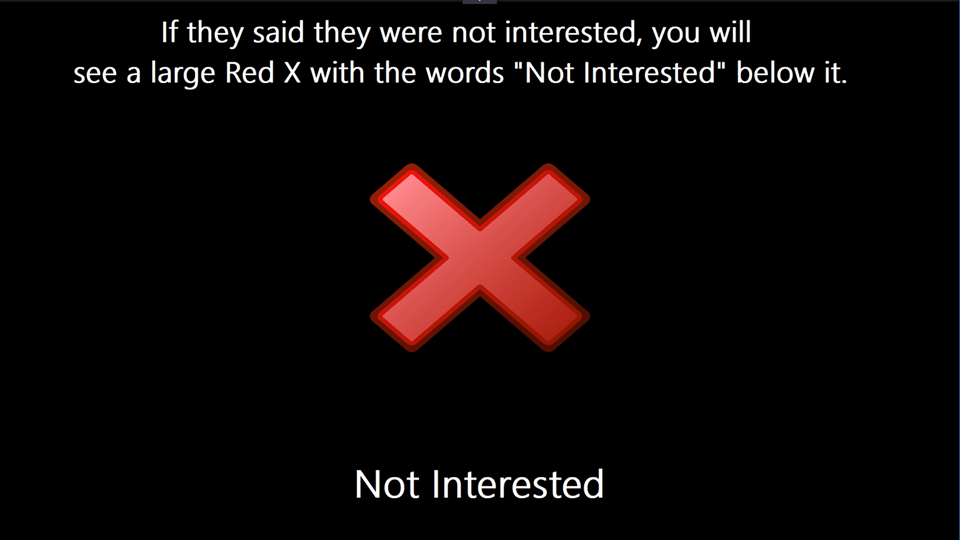 If they said they were not interested, you will
see a large Red X with the words "Not Interested" below it.
Not Interested